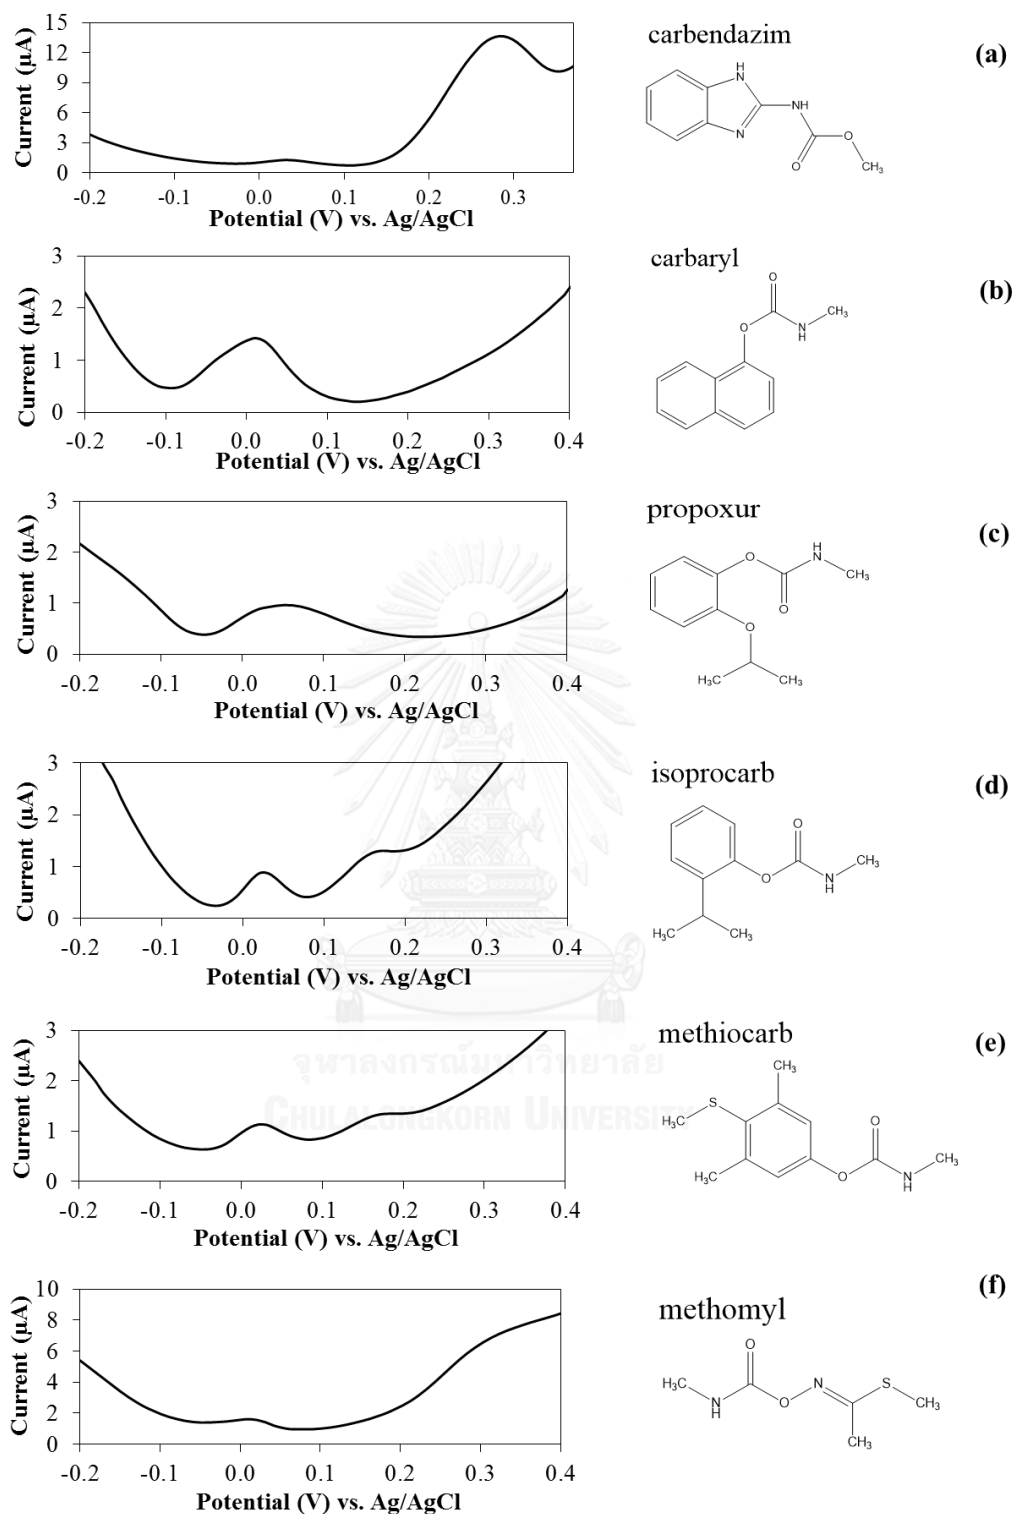 carbendazim
(a)
Current (µA)
15
12
9
6
3
0
-0.2 -0.1 0.0 0.1 0.2 0.3
Potential (V) vs. Ag/AgCl
H
N
NH
N
O
O
CH₃
carbaryl
(b)
Current (µA)
3
2
1
0
-0.2 -0.1 0.0 0.1 0.2 0.3 0.4
Potential (V) vs. Ag/AgCl
O
CH₃
O
N
H
propoxur
(c)
Current (µA)
3
2
1
0
-0.2 -0.1 0.0 0.1 0.2 0.3 0.4
Potential (V) vs. Ag/AgCl
H
O N
CH₃
O
O
H₃C CH₃
isoprocarb
(d)
Current (µA)
3
2
1
0
-0.2 -0.1 0.0 0.1 0.2 0.3 0.4
Potential (V) vs. Ag/AgCl
O
CH₃
O N
H
H₃C CH₃
methiocarb
(e)
Current (µA)
3
2
1
0
-0.2 -0.1 0.0 0.1 0.2 0.3 0.4
Potential (V) vs. Ag/AgCl
CH₃
S
H₃C
O
CH₃
CH₃ O N
H
จุฬาลงกรณ์มหาวิทยาลัย
CHULALONGKORN UNIVERSITY
methomyl
(f)
Current (µA)
10
8
6
4
2
0
-0.2 -0.1 0.0 0.1 0.2 0.3 0.4
Potential (V) vs. Ag/AgCl
O
H₃C N S
N O CH₃
H
CH₃